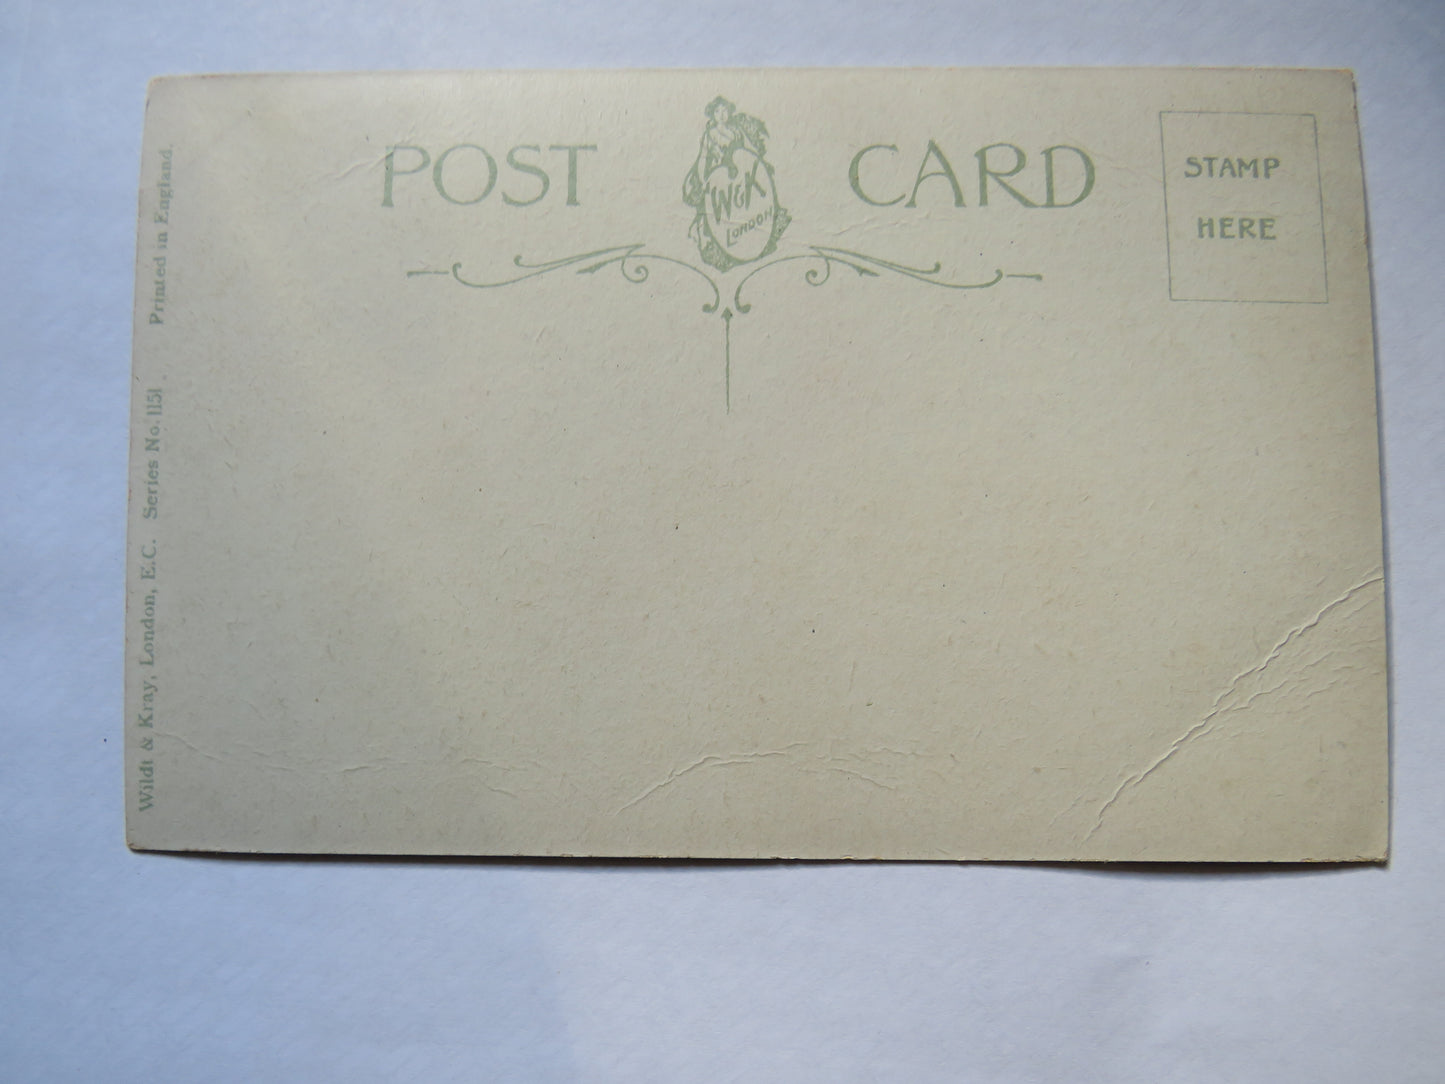 POST CARD
W&K
LONDON
STAMP
HERE
Wildt & Kray, London, E.C. Series No. 1151 Printed in England.